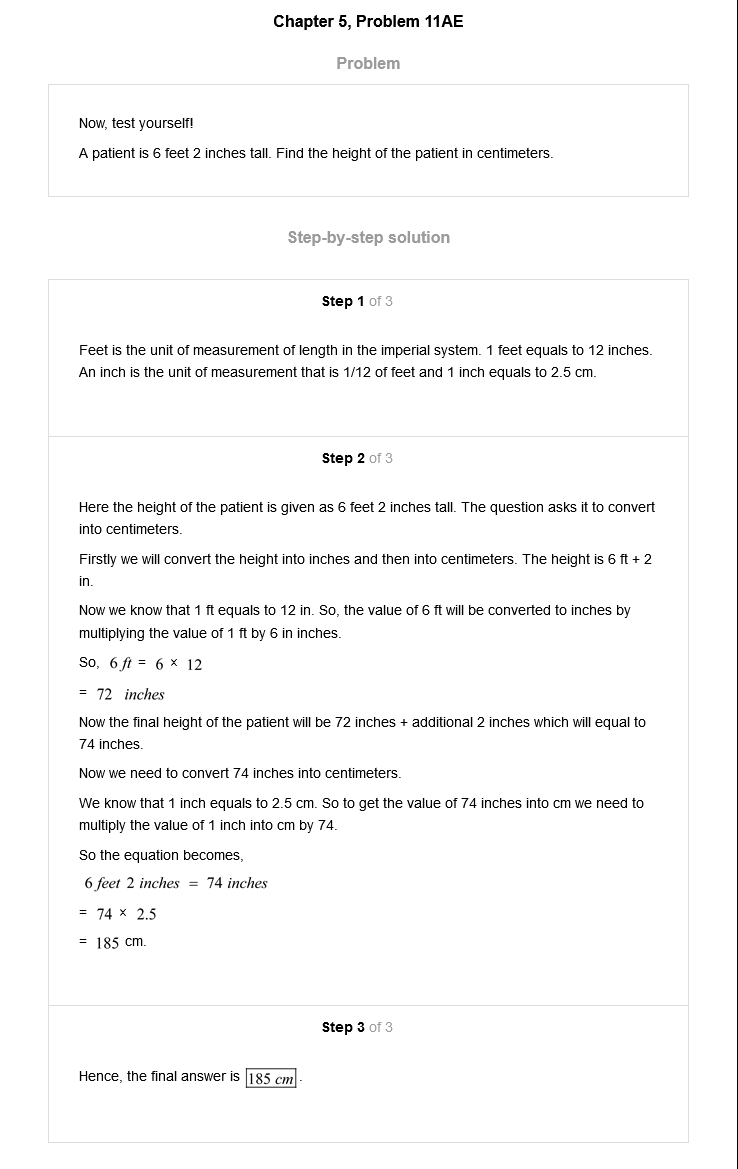 Chapter 5, Problem 11AE
Problem
Now, test yourself!
A patient is 6 feet 2 inches tall. Find the height of the patient in centimeters.
Step-by-step solution
Step 1 of 3
Feet is the unit of measurement of length in the imperial system. 1 feet equals to 12 inches.
An inch is the unit of measurement that is 1/12 of feet and 1 inch equals to 2.5 cm.
Step 2 of 3
Here the height of the patient is given as 6 feet 2 inches tall. The question asks it to convert
into centimeters.
Firstly we will convert the height into inches and then into centimeters. The height is 6 ft + 2
in.
Now we know that 1 ft equals to 12 in. So, the value of 6 ft will be converted to inches by
multiplying the value of 1 ft by 6 in inches.
So, 6 ft = 6 × 12
= 72 inches
Now the final height of the patient will be 72 inches + additional 2 inches which will equal to
74 inches.
Now we need to convert 74 inches into centimeters.
We know that 1 inch equals to 2.5 cm. So to get the value of 74 inches into cm we need to
multiply the value of 1 inch into cm by 74.
So the equation becomes,
6 feet 2 inches = 74 inches
= 74 × 2.5
= 185 cm.
Step 3 of 3
Hence, the final answer is 185 cm.